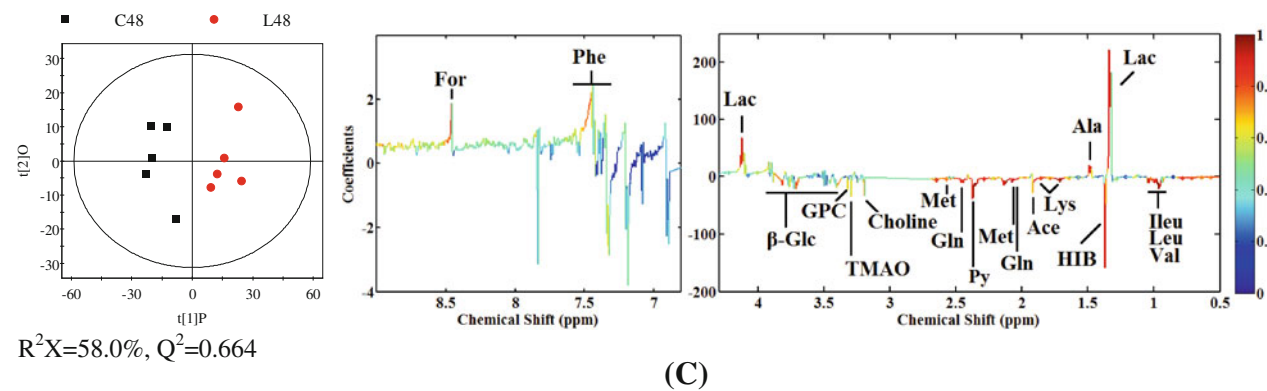 C48 L48
30
20
10
0
-10
-20
-30
t[2]O
-60 -30 0 30 60
t[1]P
R²X=58.0%, Q²=0.664
2
0
-2
-4
Coefficients
For
Phe
8.5 8 7.5 7
Chemical Shift (ppm)
200
100
0
-100
-200
Lac
Lac
Ala
β-Glc
GPC
TMAO
Choline
Met
Gln
Py
Met
Gln
Ace
Lys
HIB
Ileu
Leu
Val
4 3.5 3 2.5 2 1.5 1 0.5
Chemical Shift (ppm)
1
0
(C)